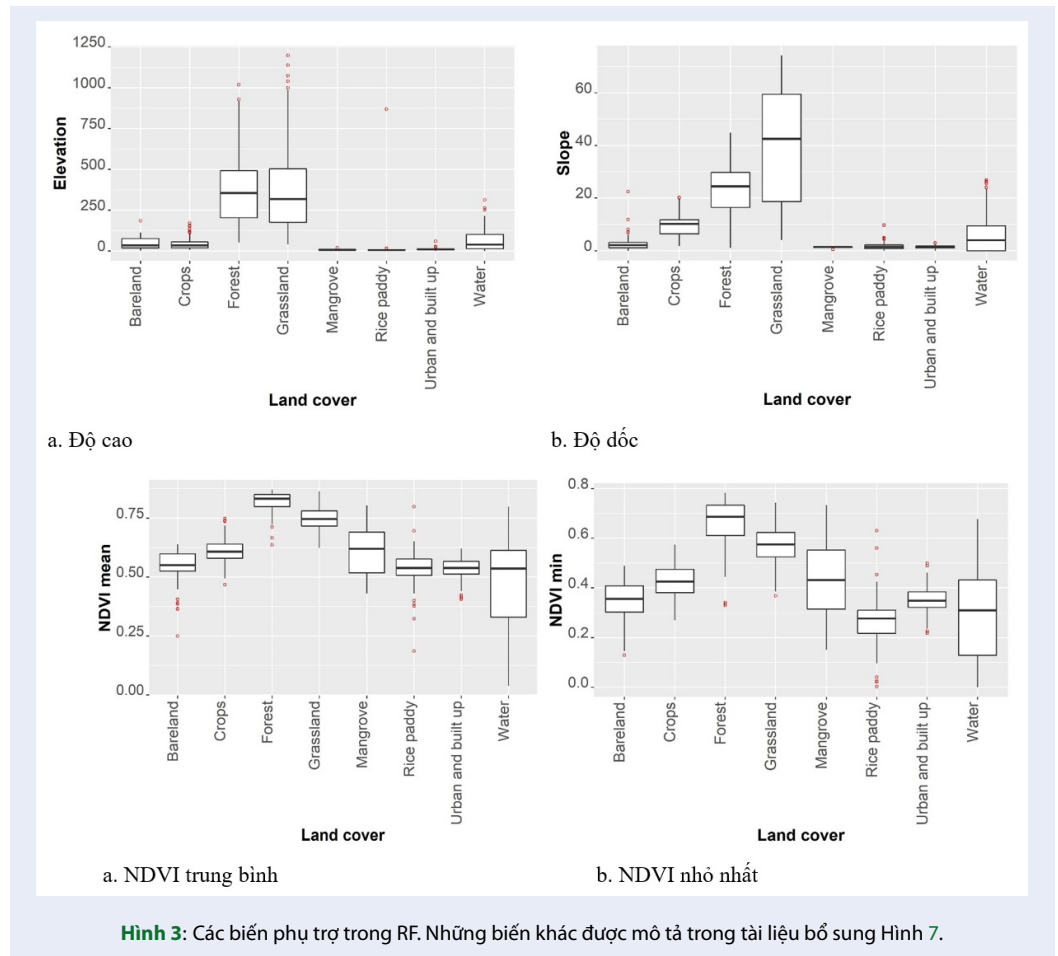 1250
1000
750
500
250
0
Elevation
Bareland
Crops
Forest
Grassland
Mangrove
Rice paddy
Urban and built up
Water
Land cover
a. Độ cao
60
40
20
0
Slope
Bareland
Crops
Forest
Grassland
Mangrove
Rice paddy
Urban and built up
Water
Land cover
b. Độ dốc
0.75
0.50
0.25
0.00
NDVI mean
Bareland
Crops
Forest
Grassland
Mangrove
Rice paddy
Urban and built up
Water
Land cover
a. NDVI trung bình
0.8
0.6
0.4
0.2
0.0
NDVI min
Bareland
Crops
Forest
Grassland
Mangrove
Rice paddy
Urban and built up
Water
Land cover
b. NDVI nhỏ nhất
Hình 3: Các biến phụ trợ trong RF. Những biến khác được mô tả trong tài liệu bổ sung Hình 7.